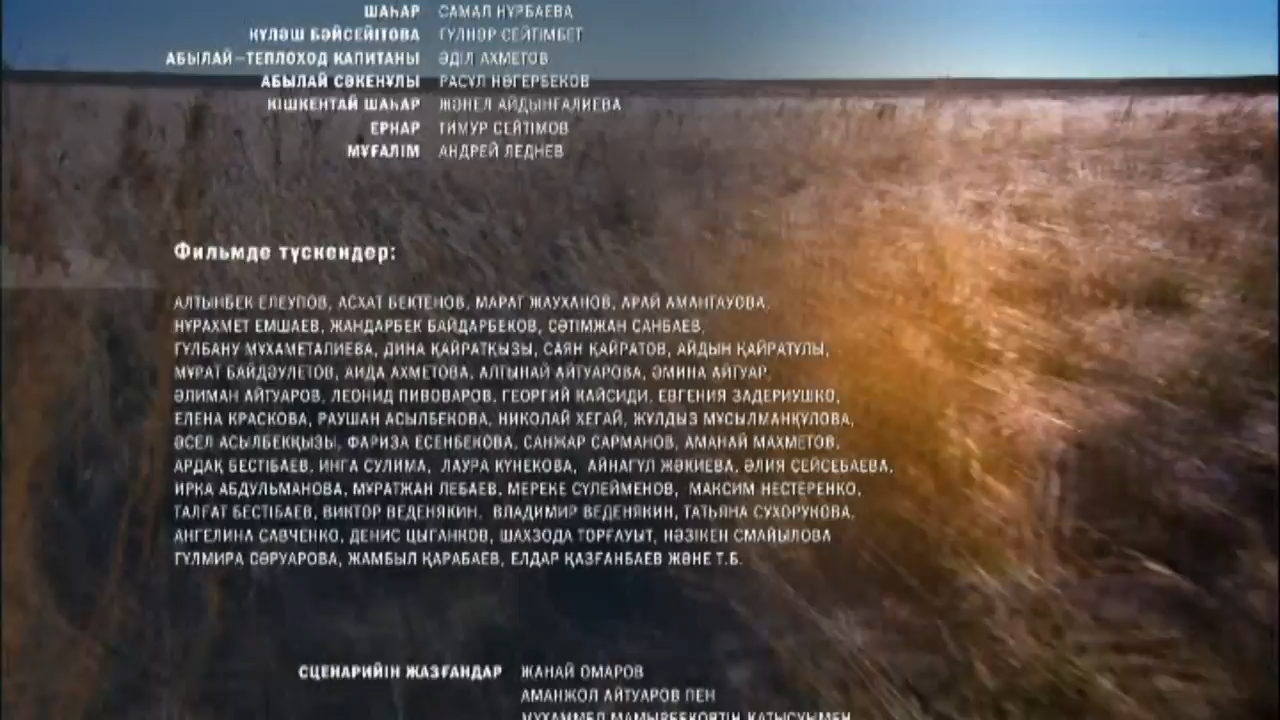 ШАҺАР САМАЛ НҰРБАЕВА
КҮЛӘШ БӘЙСЕЙІТОВА ГҮЛНӘР СЕЙТІМБЕТ
АБЫЛАЙ–ТЕПЛОХОД КАПИТАНЫ ӘДІЛ АХМЕТОВ
АБЫЛАЙ СӘКЕНҰЛЫ РАСҰЛ НӨГЕРБЕКОВ
КІШКЕНТАЙ ШАҺАР ЖӘНЕЛ АЙДЫНҒАЛИЕВА
ЕРНАР ТИМУР СЕЙТІМОВ
МҰҒАЛІМ АНДРЕЙ ЛЕДНЕВ
Фильмде түскендер:
АЛТЫНБЕК ЕЛЕУПОВ, АСХАТ БЕКТЕНОВ, МАРАТ ЖАУХАНОВ, АРАЙ АМАНТАУОВА,
НҰРАХМЕТ ЕМШАЕВ, ЖАНДАРБЕК БАЙДАРБЕКОВ, СӘТІМЖАН САНБАЕВ,
ГҮЛБАНУ МҰХАМЕТАЛИЕВА, ДИНА ҚАЙРАТҚЫЗЫ, САЯН ҚАЙРАТОВ, АЙДЫН ҚАЙРАТҰЛЫ,
МҰРАТ БАЙДӘУЛЕТОВ, АИДА АХМЕТОВА, АЛТЫНАЙ АЙТУАРОВА, ӘМИНА АЙТУАР,
ӘЛИМАН АЙТУАРОВ, ЛЕОНИД ПИВОВАРОВ, ГЕОРГИЙ КАЙСИДИ, ЕВГЕНИЯ ЗАДЕРИУШКО,
ЕЛЕНА КРАСКОВА, РАУШАН АСЫЛБЕКОВА, НИКОЛАЙ ХЕГАЙ, ЖҰЛДЫЗ МҰСЫЛМАНҚҰЛОВА,
ӘСЕЛ АСЫЛБЕКҚЫЗЫ, ФАРИЗА ЕСЕНБЕКОВА, САНЖАР САРМАНОВ, АМАНАЙ МАХМЕТОВ,
АРДАҚ БЕСТІБАЕВ, ИНГА СУЛИМА, ЛАУРА КҮНЕКОВА, АЙНАГҮЛ ЖӘКИЕВА, ӘЛИЯ СЕЙСЕБАЕВА,
ИРКА АБДУЛЬМАНОВА, МҰРАТЖАН ЛЕБАЕВ, МЕРЕКЕ СҮЛЕЙМЕНОВ, МАКСИМ НЕСТЕРЕНКО,
ТАЛҒАТ БЕСТІБАЕВ, ВИКТОР ВЕДЕНЯКИН, ВЛАДИМИР ВЕДЕНЯКИН, ТАТЬЯНА СУХОРУКОВА,
АНГЕЛИНА САВЧЕНКО, ДЕНИС ЦЫГАНКОВ, ШАХЗОДА ТОРҒАУЫТ, НӘЗІКЕН СМАЙЫЛОВА
ГҮЛМИРА СӘРУАРОВА, ЖАМБЫЛ ҚАРАБАЕВ, ЕЛДАР ҚАЗҒАНБАЕВ ЖӘНЕ Т.Б.
СЦЕНАРИЙІН ЖАЗҒАНДАР ЖАНАЙ ОМАРОВ
АМАНЖОЛ АЙТУАРОВ ПЕН